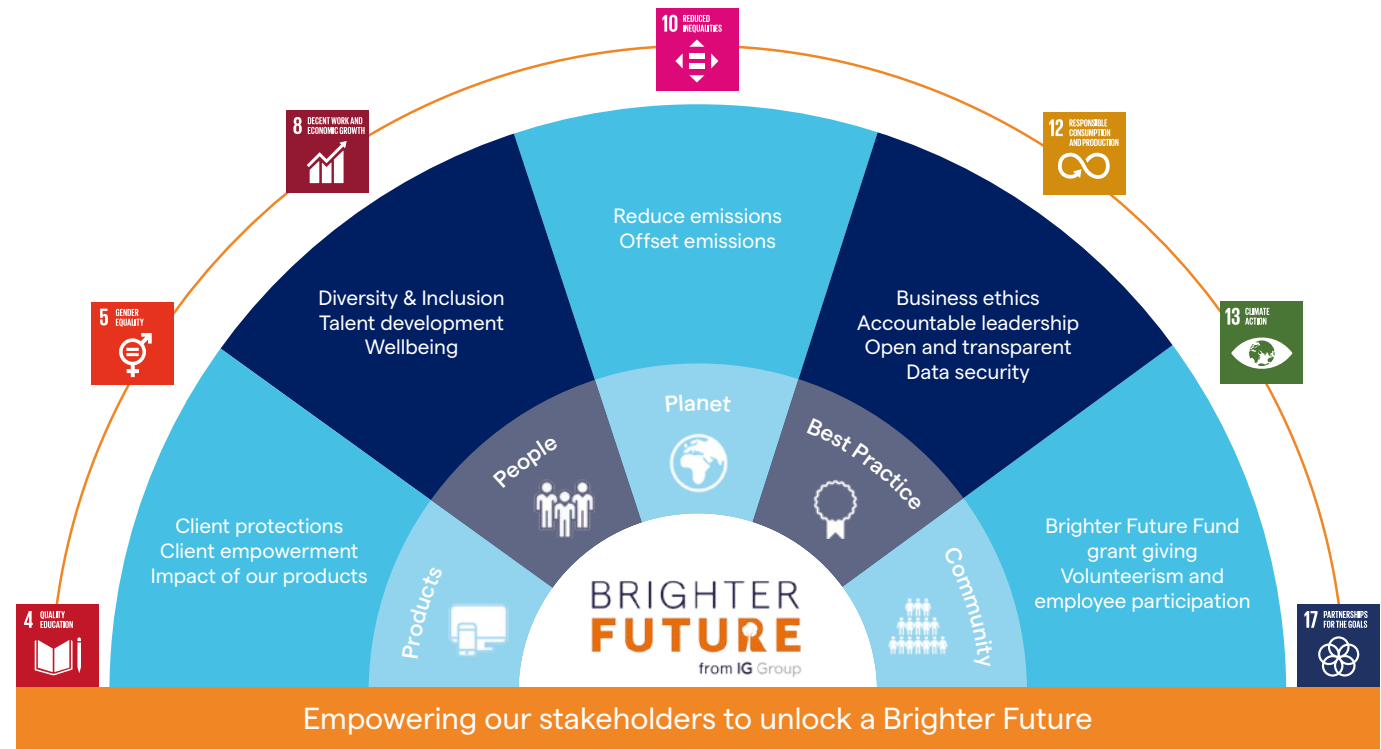 10 REDUCED
INEQUALITIES
8 DECENT WORK AND
ECONOMIC GROWTH
12 RESPONSIBLE
CONSUMPTION
AND PRODUCTION
5 GENDER
EQUALITY
13 CLIMATE
ACTION
4 QUALITY
EDUCATION
17 PARTNERSHIPS
FOR THE GOALS
Client protections
Client empowerment
Impact of our products
Diversity & Inclusion
Talent development
Wellbeing
Reduce emissions
Offset emissions
Business ethics
Accountable leadership
Open and transparent
Data security
Brighter Future Fund
grant giving
Volunteerism and
employee participation
Products
People
Planet
Best Practice
Community
BRIGHTER
FUTURE
from IG Group
Empowering our stakeholders to unlock a Brighter Future